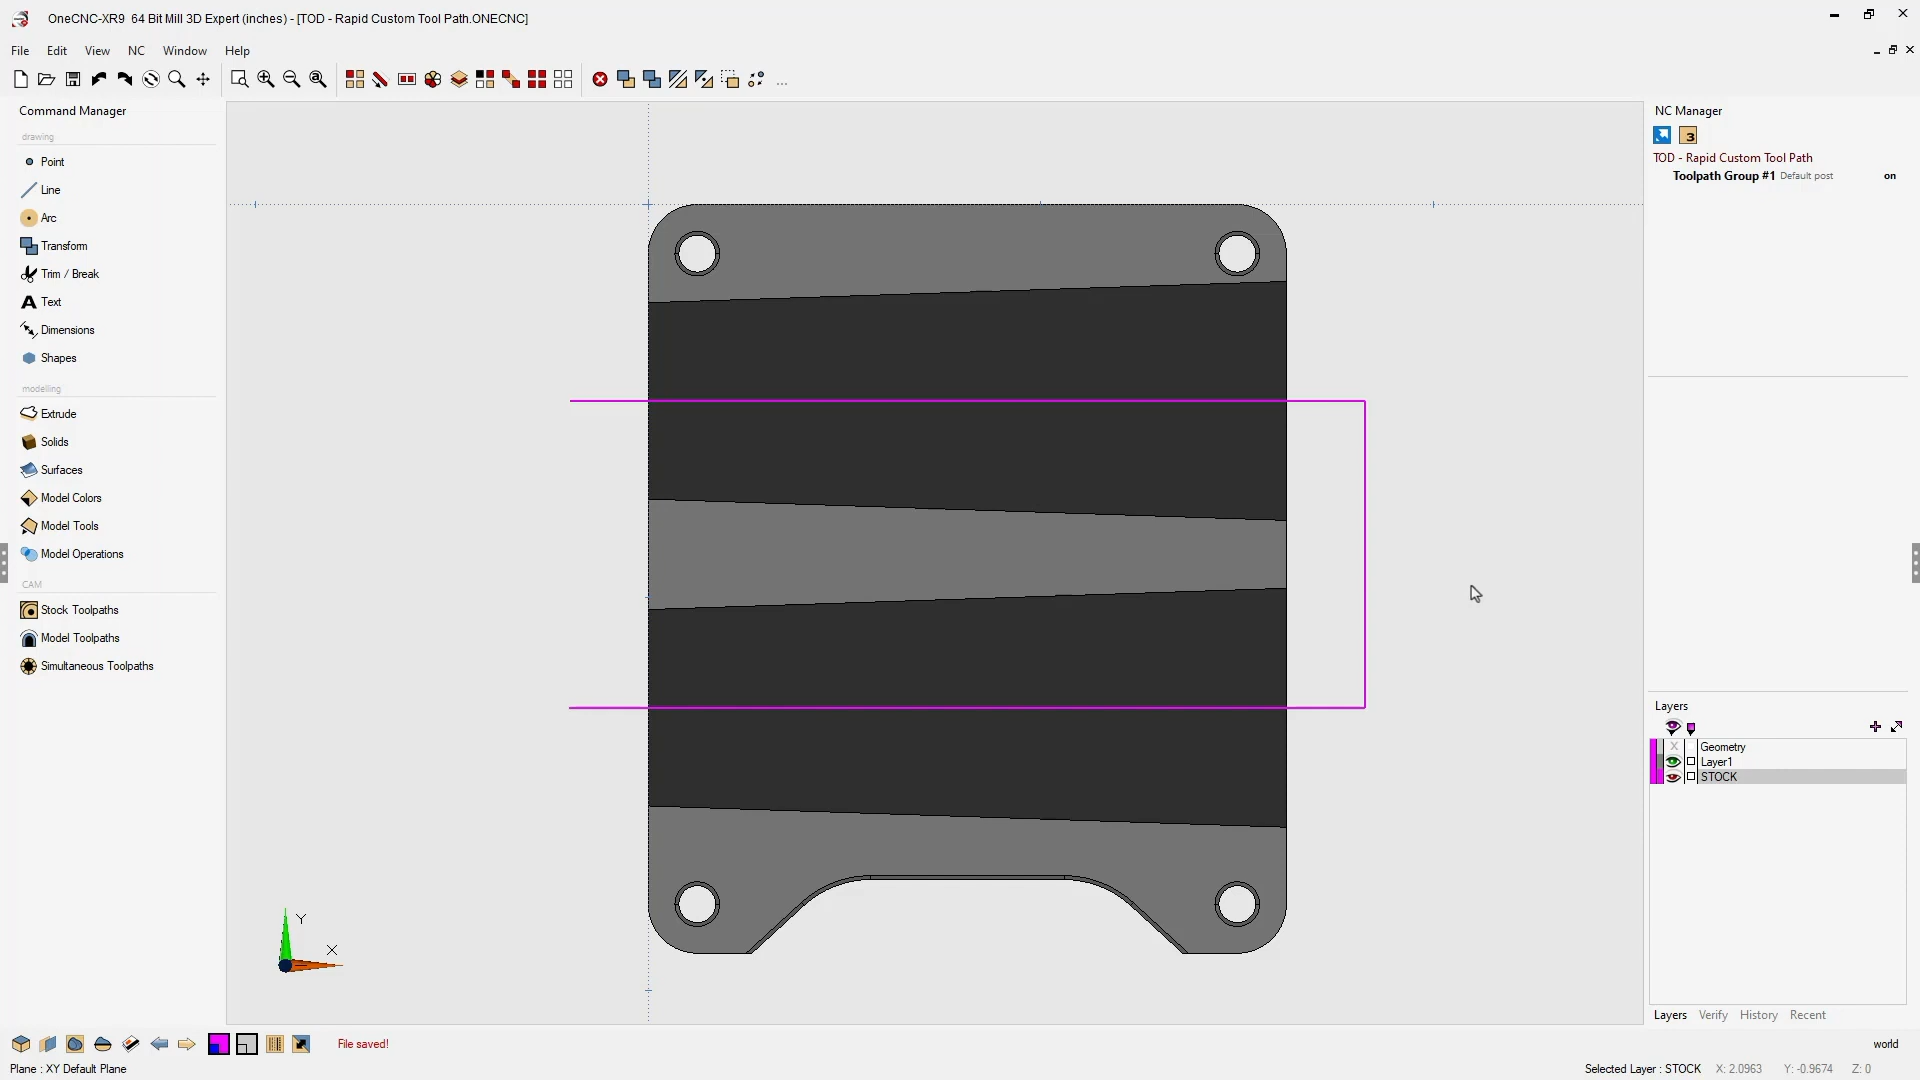 OneCNC-XR9 64 Bit Mill 3D Expert (inches) - [TOD - Rapid Custom Tool Path.ONECNC]
File Edit View NC Window Help
Command Manager
drawing
Point
Line
Arc
Transform
Trim / Break
Text
Dimensions
Shapes
modelling
Extrude
Solids
Surfaces
Model Colors
Model Tools
Model Operations
CAM
Stock Toolpaths
Model Toolpaths
Simultaneous Toolpaths
Y
X
NC Manager
3
TOD - Rapid Custom Tool Path
Toolpath Group #1 Default post on
Layers
X Geometry
Layer1
STOCK
Layers Verify History Recent
File saved!
world
Plane : XY Default Plane
Selected Layer : STOCK X: 2.0963 Y: -0.9674 Z: 0